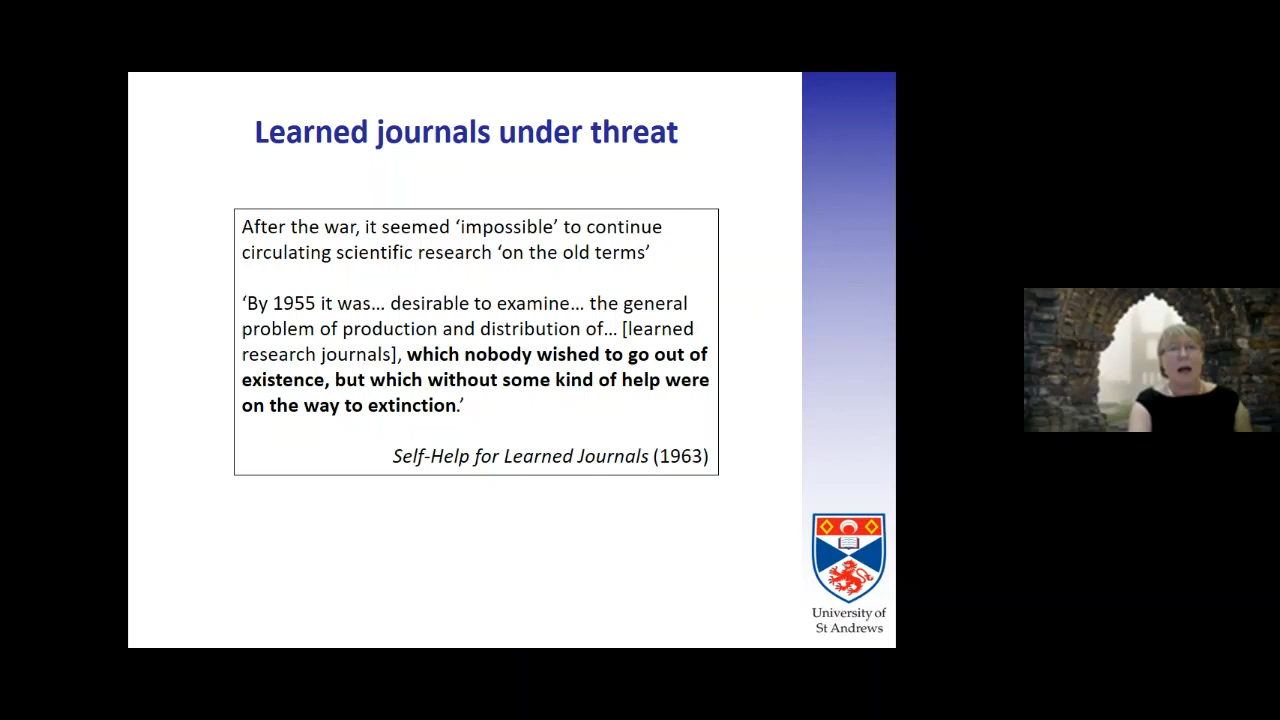 Learned journals under threat
After the war, it seemed ‘impossible’ to continue
circulating scientific research ‘on the old terms’
‘By 1955 it was… desirable to examine… the general
problem of production and distribution of… [learned
research journals], which nobody wished to go out of
existence, but which without some kind of help were
on the way to extinction.’
Self-Help for Learned Journals (1963)
University of
St Andrews